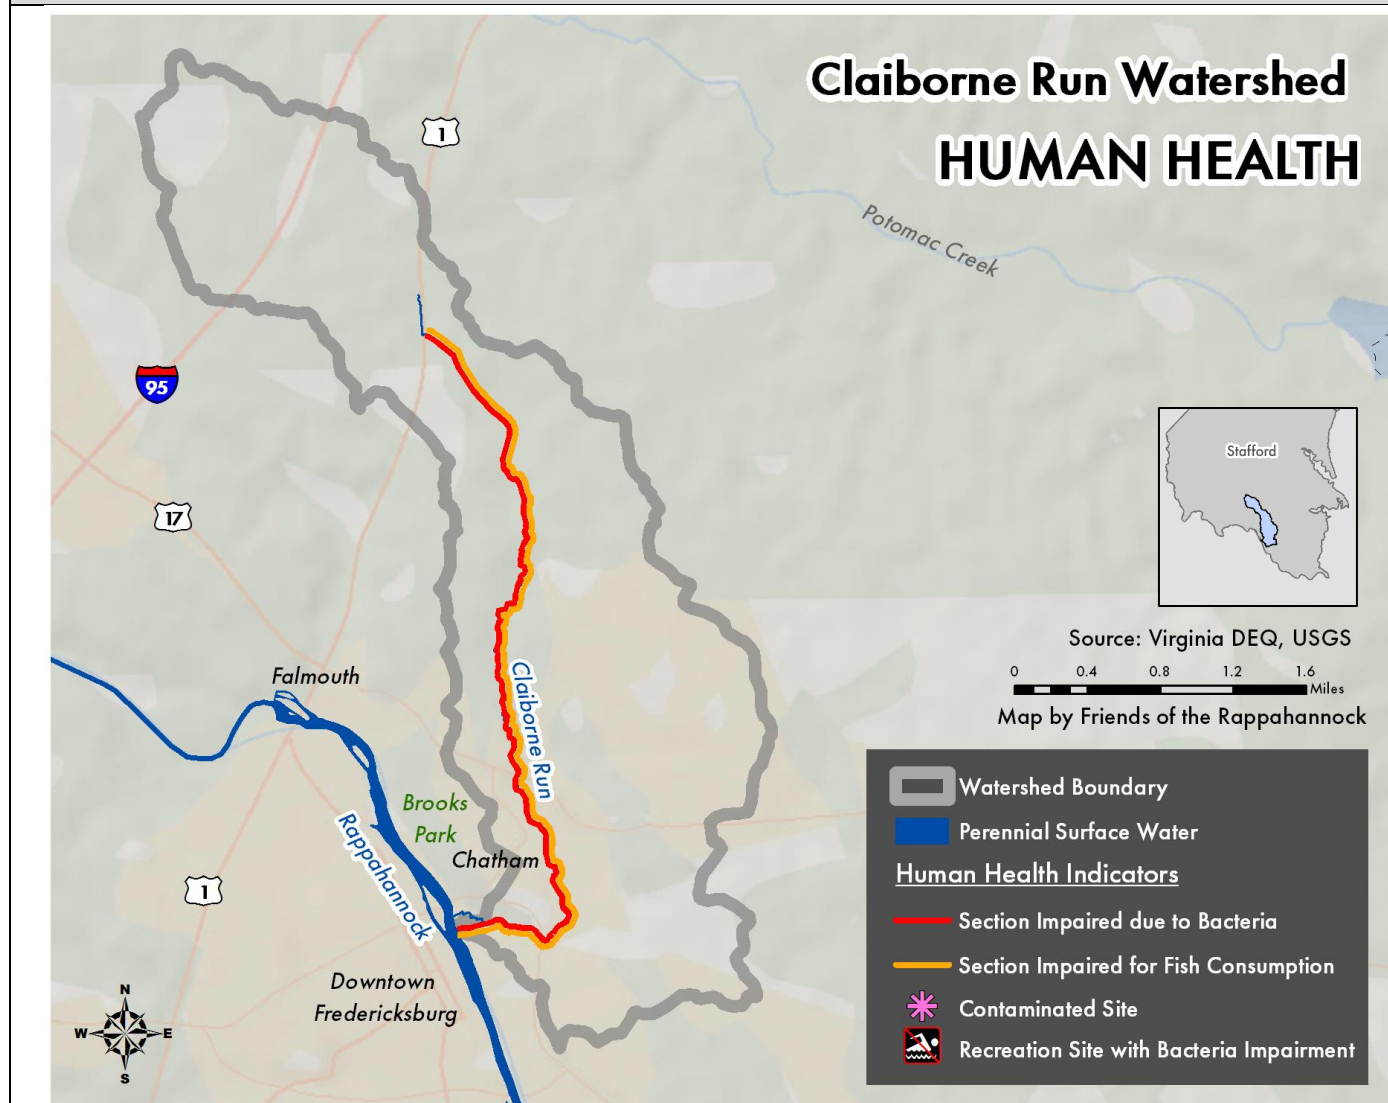 Claiborne Run Watershed
HUMAN HEALTH
1
Potomac Creek
95
Stafford
17
Source: Virginia DEQ, USGS
0 0.4 0.8 1.2 1.6
Miles
Map by Friends of the Rappahannock
Falmouth
Claiborne Run
Brooks
Park
Chatham
Rappahannock
1
Downtown
Fredericksburg
N
W E
S
Watershed Boundary
Perennial Surface Water
Human Health Indicators
Section Impaired due to Bacteria
Section Impaired for Fish Consumption
Contaminated Site
Recreation Site with Bacteria Impairment